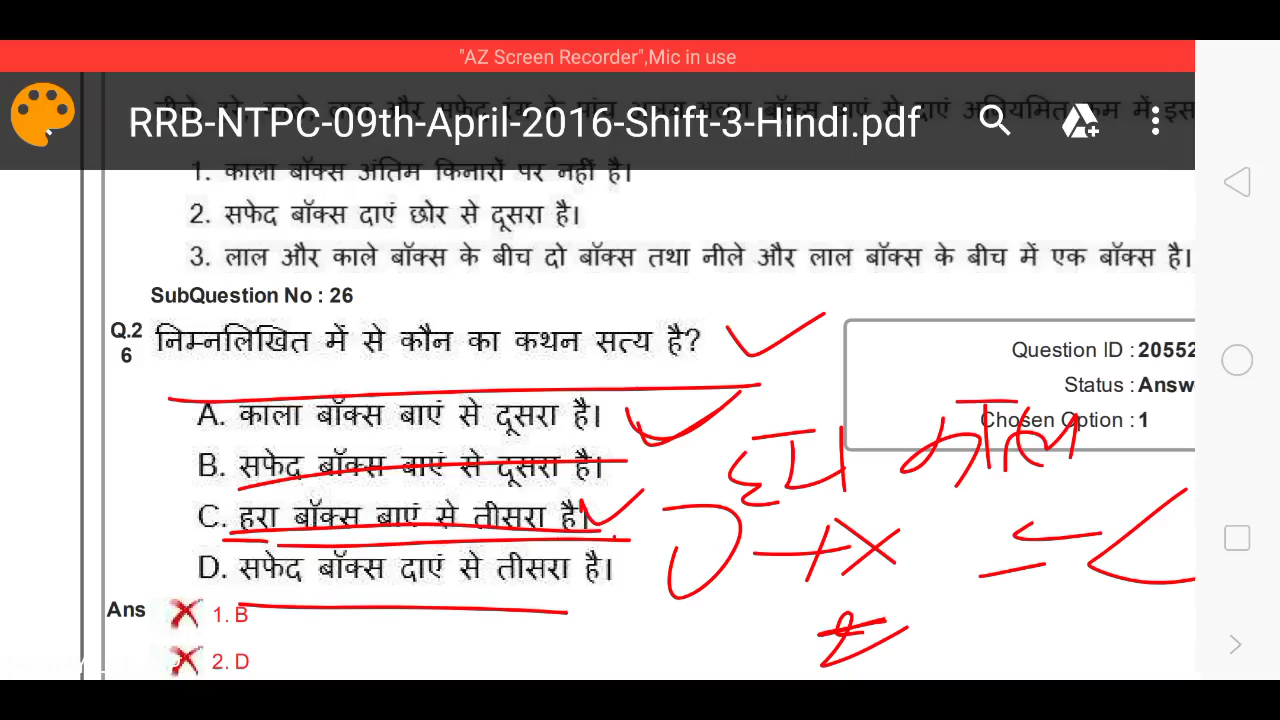 "AZ Screen Recorder",Mic in use
RRB-NTPC-09th-April-2016-Shift-3-Hindi.pdf
1. काला बॉक्स अंतिम किनारों पर नहीं है।
2. सफेद बॉक्स दाएं छोर से दूसरा है।
3. लाल और काले बॉक्स के बीच दो बॉक्स तथा नीले और लाल बॉक्स के बीच में एक बॉक्स है।
SubQuestion No : 26
Q.2
6
निम्नलिखित में से कौन का कथन सत्य है?
A. काला बॉक्स बाएं से दूसरा है।
B. सफेद बॉक्स बाएं से दूसरा है।
C. हरा बॉक्स बाएं से तीसरा है।
D. सफेद बॉक्स दाएं से तीसरा है।
Question ID : 20552
Status : Answ
Chosen Option : 1
Ans
1. B
2. D